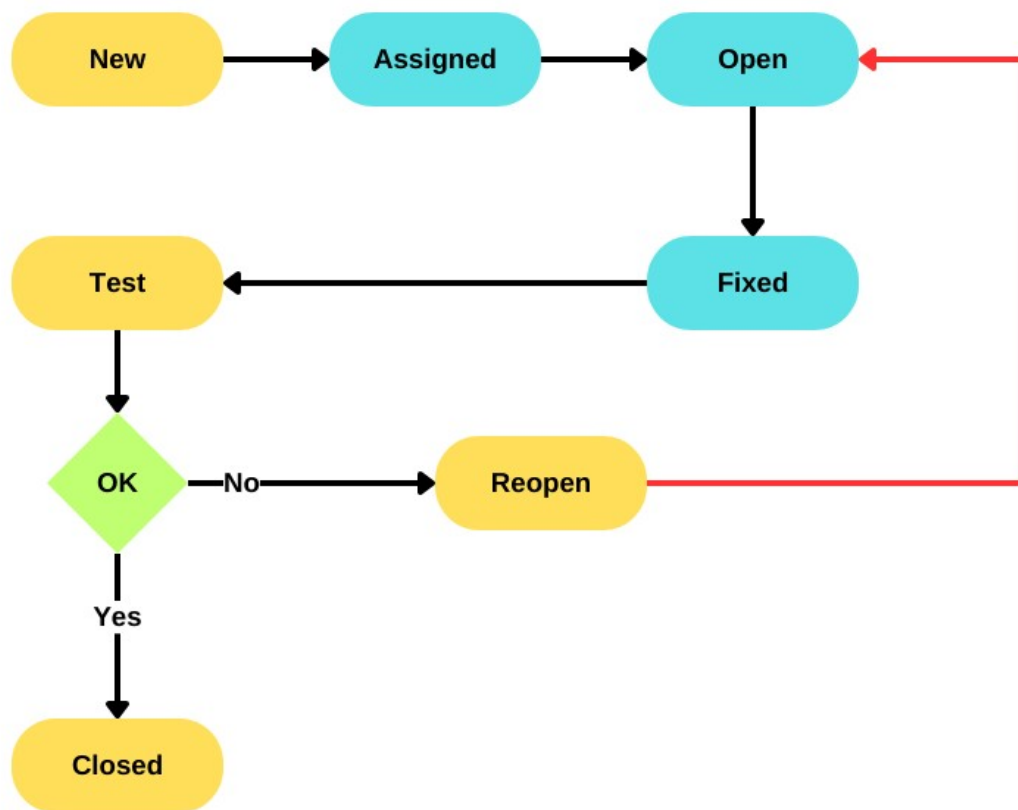 New
Assigned
Open
Test
Fixed
OK
No
Reopen
Yes
Closed